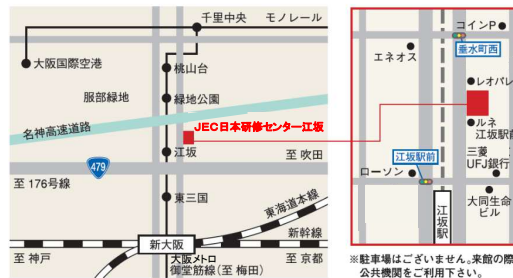 千里中央
モノレール
大阪国際空港
桃山台
服部緑地
緑地公園
名神高速道路
JEC日本研修センター江坂
江坂
至 吹田
479
至 176号線
東三国
東海道本線
新大阪
新幹線
至 神戸
大阪メトロ
御堂筋線(至 梅田)
至 京都
コインP
垂水町西
エネオス
レオパレ
ルネ
江坂駅前
三菱
UFJ銀行
江坂駅前
ローソン
江坂駅
大同生命
ビル
※駐車場はございません。来館の際
公共機関をご利用下さい。